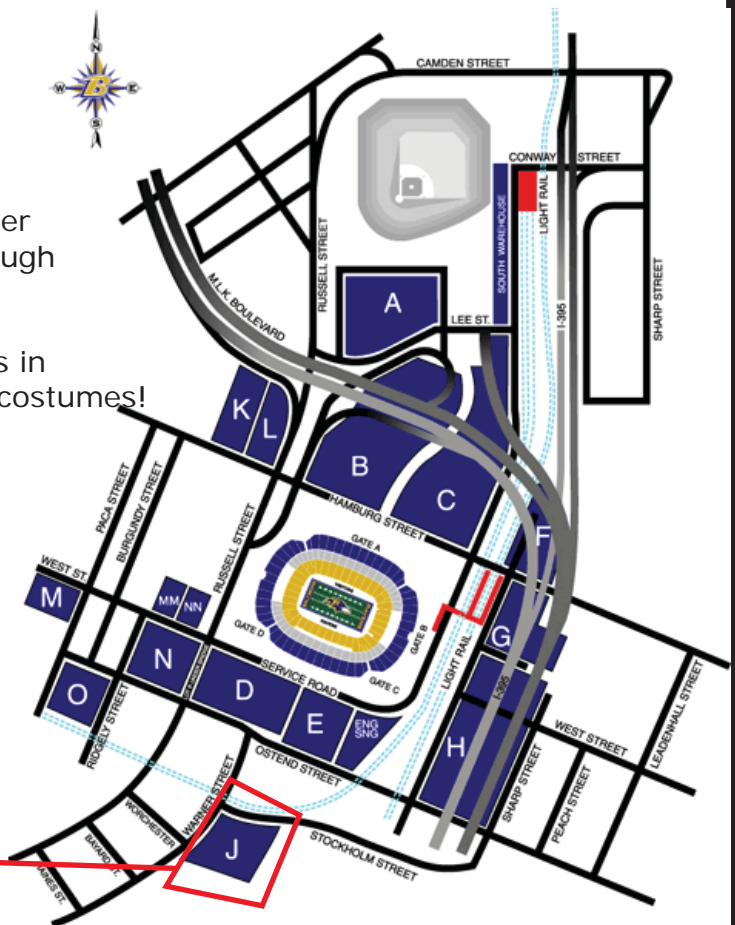 N
W
E
S
B
CAMDEN STREET
CONWAY STREET
LIGHT RAIL
SOUTH WAREHOUSE
er
ugh
s in
costumes!
RUSSELL STREET
M.L.K. BOULEVARD
A
LEE ST.
I-395
SHARP STREET
K
L
B
C
HAMBURG STREET
F
PACA STREET
BURGUNDY STREET
RUSSELL STREET
GATE A
GATE B
GATE C
GATE D
WEST ST.
M
MM
NN
G
LIGHT RAIL
N
SERVICE ROAD
D
E
ENG
SNG
O
RIDGELY STREET
OSTEND STREET
I-395
H
WEST STREET
LEADENHALL STREET
SHARP STREET
PEACH STREET
WARNER STREET
WORCHESTER
BAYARD ST.
J
STOCKHOLM STREET